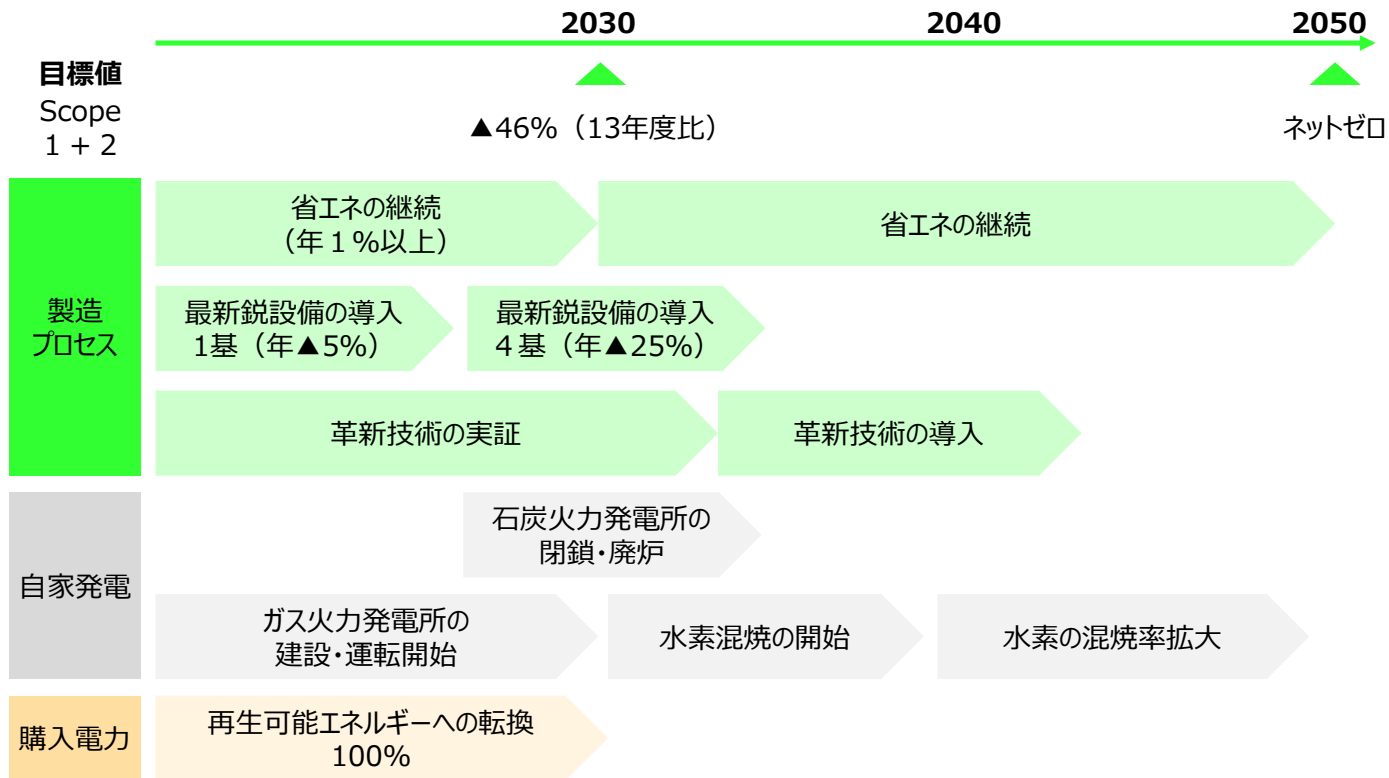 2030
2040
2050
目標値
Scope
1 + 2
▲46%（13年度比）
ネットゼロ
製造
プロセス
省エネの継続
（年１%以上）
省エネの継続
最新鋭設備の導入
1基（年▲5%）
最新鋭設備の導入
４基（年▲25%）
革新技術の実証
革新技術の導入
自家発電
石炭火力発電所の
閉鎖・廃炉
ガス火力発電所の
建設・運転開始
水素混焼の開始
水素の混焼率拡大
購入電力
再生可能エネルギーへの転換
100%